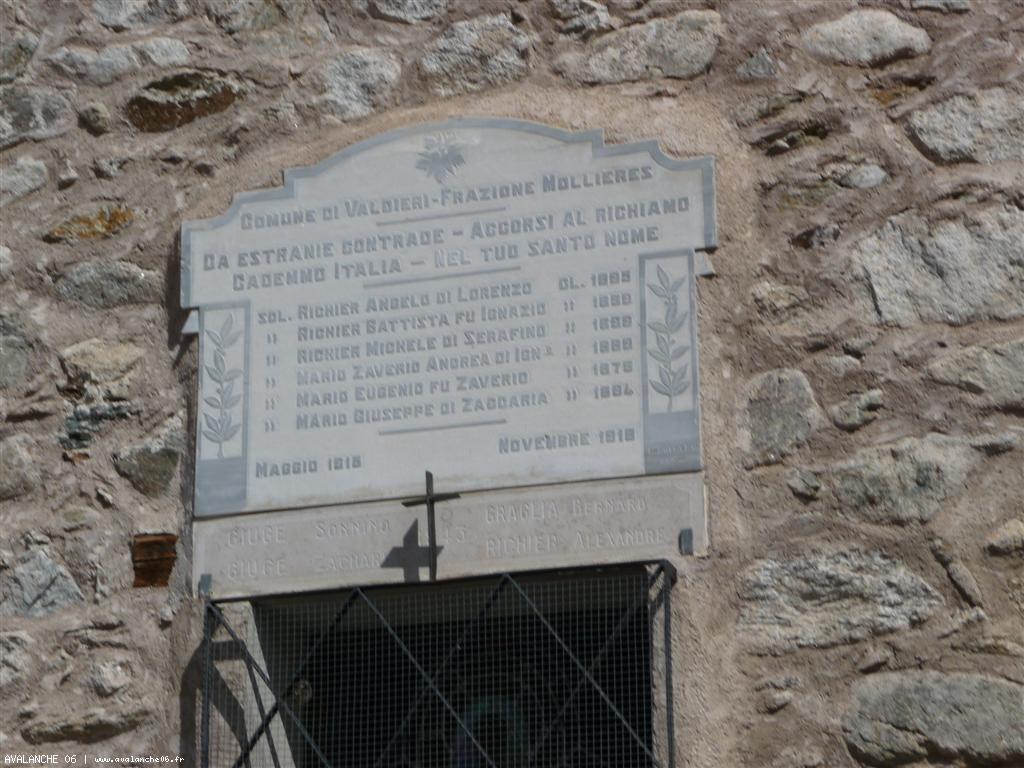 COMUNE DI VALDIERI-FRAZIONE MOLLIERES
DA ESTRANIE CONTRADE - ACCORSI AL RICHIAMO
CADEMMO ITALIA - NEL TUO SANTO NOME
SOL. RICHIER ANGELO DI LORENZO CL. 1895
" RICHIER BATTISTA FU IGNAZIO " 1889
" RICHIER MICHELE DI SERAFINO " 1899
" MARIO ZAVERIO ANDREA DI IGN° " 1889
" MARIO EUGENIO FU ZAVERIO " 1879
" MARIO GIUSEPPE DI ZACCARIA " 1884
MAGGIO 1915 NOVEMBRE 1918
GIUGE SONNINO GRAGLIA BERNARD
GIUGE RICHIER ALEXANDRE
AVALANCHE 06 | www.avalanche06.fr